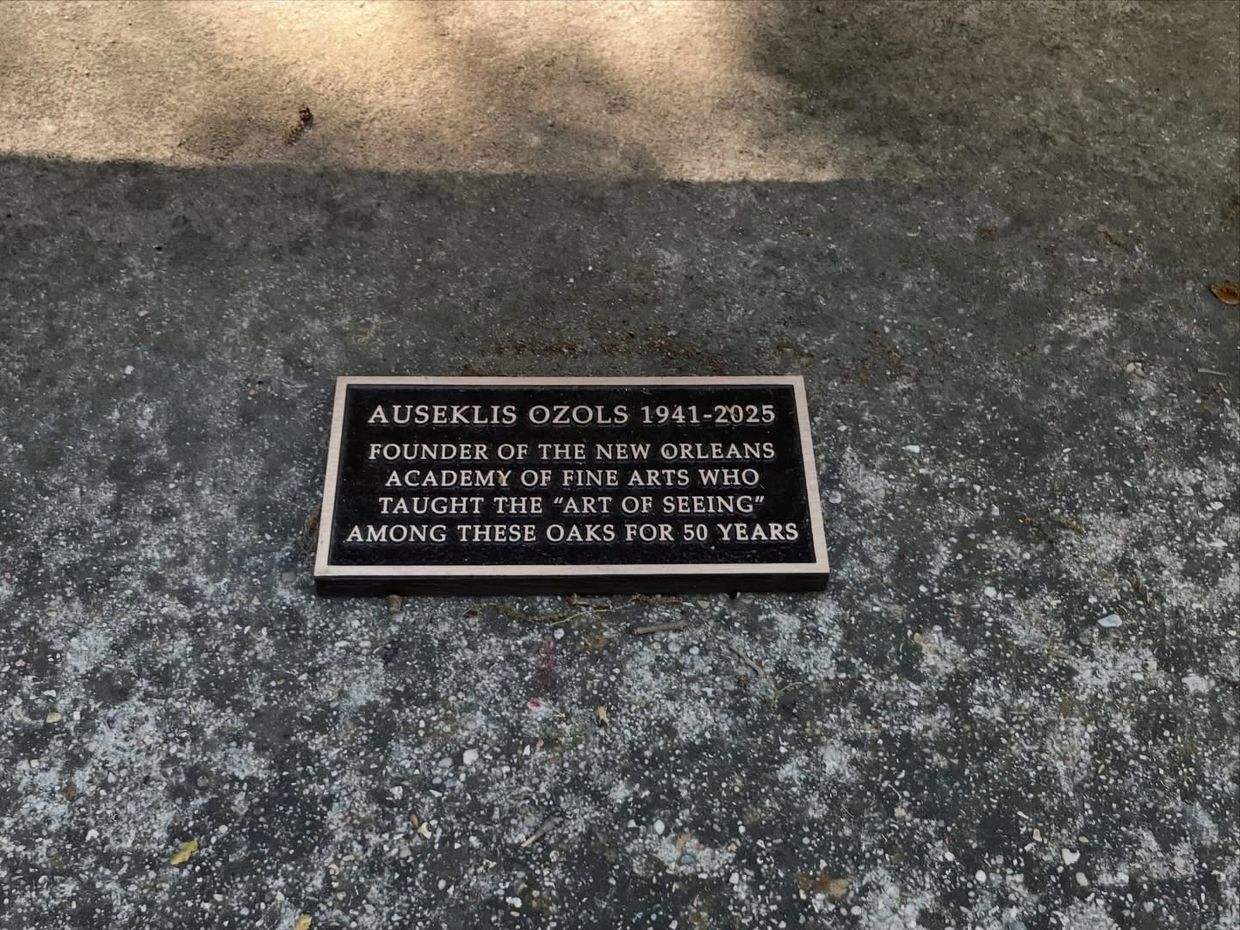 AUSEKLIS OZOLS 1941-2025
FOUNDER OF THE NEW ORLEANS
ACADEMY OF FINE ARTS WHO
TAUGHT THE “ART OF SEEING”
AMONG THESE OAKS FOR 50 YEARS